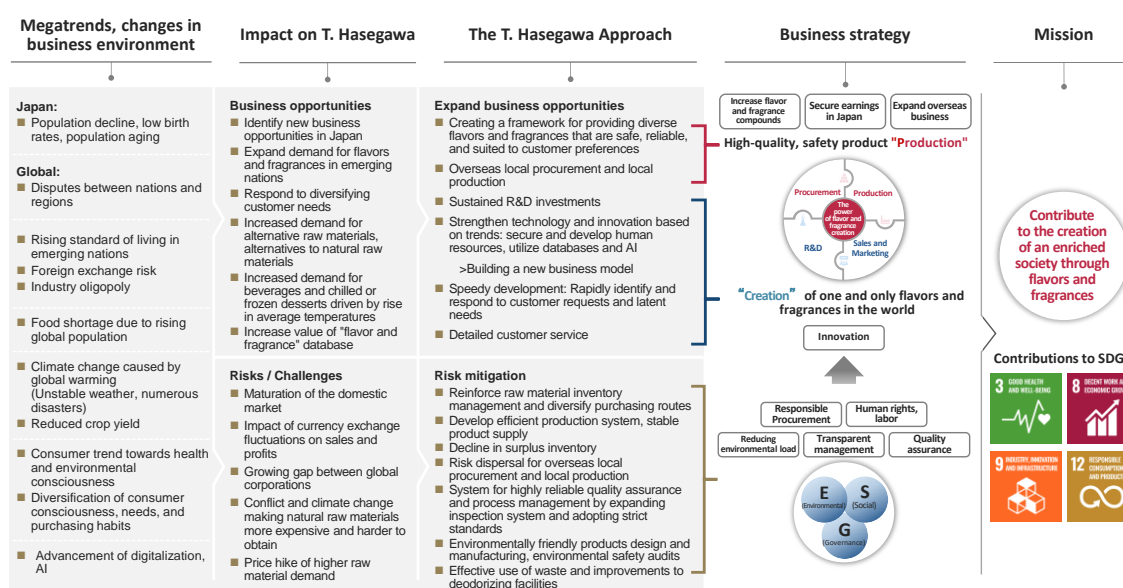 Megatrends, changes in
business environment
Impact on T. Hasegawa
The T. Hasegawa Approach
Business strategy
Mission
Japan:
Population decline, low birth
rates, population aging
Global:
Disputes between nations and
regions
Rising standard of living in
emerging nations
Foreign exchange risk
Industry oligopoly
Food shortage due to rising
global population
Climate change caused by
global warming
(Unstable weather, numerous
disasters)
Reduced crop yield
Consumer trend towards health
and environmental
consciousness
Diversification of consumer
consciousness, needs, and
purchasing habits
Advancement of digitalization,
AI
Business opportunities
Identify new business
opportunities in Japan
Expand demand for flavors
and fragrances in emerging
nations
Respond to diversifying
customer needs
Increased demand for
alternative raw materials,
alternatives to natural raw
materials
Increased demand for
beverages and chilled or
frozen desserts driven by rise
in average temperatures
Increase value of "flavor and
fragrance" database
Risks / Challenges
Maturation of the domestic
market
Impact of currency exchange
fluctuations on sales and
profits
Growing gap between global
corporations
Conflict and climate change
making natural raw materials
more expensive and harder to
obtain
Price hike of higher raw
material demand
Expand business opportunities
Creating a framework for providing diverse
flavors and fragrances that are safe, reliable,
and suited to customer preferences
Overseas local procurement and local
production
Sustained R&D investments
Strengthen technology and innovation based
on trends: secure and develop human
resources, utilize databases and AI
>Building a new business model
Speedy development: Rapidly identify and
respond to customer requests and latent
needs
Detailed customer service
Risk mitigation
Reinforce raw material inventory
management and diversify purchasing routes
Develop efficient production system, stable
product supply
Decline in surplus inventory
Risk dispersal for overseas local
procurement and local production
System for highly reliable quality assurance
and process management by expanding
inspection system and adopting strict
standards
Environmentally friendly products design and
manufacturing, environmental safety audits
Effective use of waste and improvements to
deodorizing facilities
Increase flavor
and fragrance
compounds
Secure earnings
in Japan
Expand overseas
business
High-quality, safety product "Production"
Procurement
Production
The
power of
flavor and
fragrance
creation
R&D
Sales and
Marketing
"Creation" of one and only flavors and
fragrances in the world
Innovation
Responsible
Procurement
Human rights,
labor
Reducing
environmental load
Transparent
management
Quality
assurance
E
(Environmental)
S
(Social)
G
(Governance)
Contribute
to the creation
of an enriched
society through
flavors and
fragrances
Contributions to SDG
3 GOOD HEALTH
AND WELL-BEING
8 DECENT WORK A
ECONOMIC GRO
9 INDUSTRY, INNOVATION
AND INFRASTRUCTURE
12 RESPONSIBLE
CONSUMPTION
AND PRODUCT